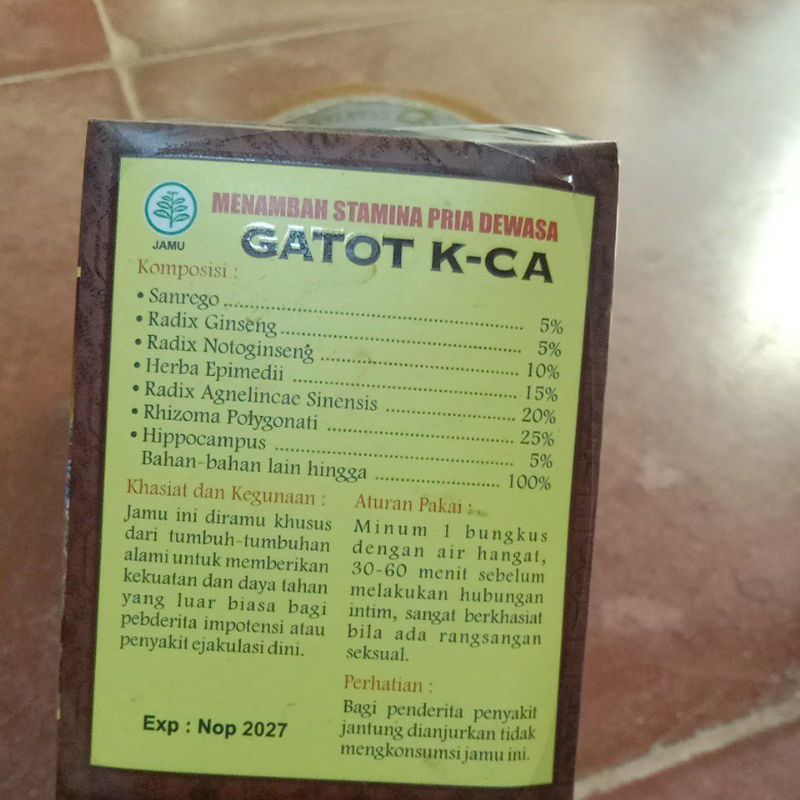 MENAMBAH STAMINA PRIA DEWASA
JAMU
GATOT K-CA
Komposisi :
• Sanrego ........ 5%
• Radix Ginseng ........ 5%
• Radix Notoginseng ........ 10%
• Herba Epimedii ........ 15%
• Radix Agnelincae Sinensis ........ 20%
• Rhizoma Polygonati ........ 25%
• Hippocampus ........ 5%
Bahan-bahan lain hingga ........ 100%
Khasiat dan Kegunaan :
Jamu ini diramu khusus
dari tumbuh-tumbuhan
alami untuk memberikan
kekuatan dan daya tahan
yang luar biasa bagi
pebderita impotensi atau
penyakit ejakulasi dini.
Exp : Nop 2027
Aturan Pakai :
Minum 1 bungkus
dengan air hangat,
30-60 menit sebelum
melakukan hubungan
intim, sangat berkhasiat
bila ada rangsangan
seksual.
Perhatian :
Bagi penderita penyakit
jantung dianjurkan tidak
mengkonsumsi jamu ini.